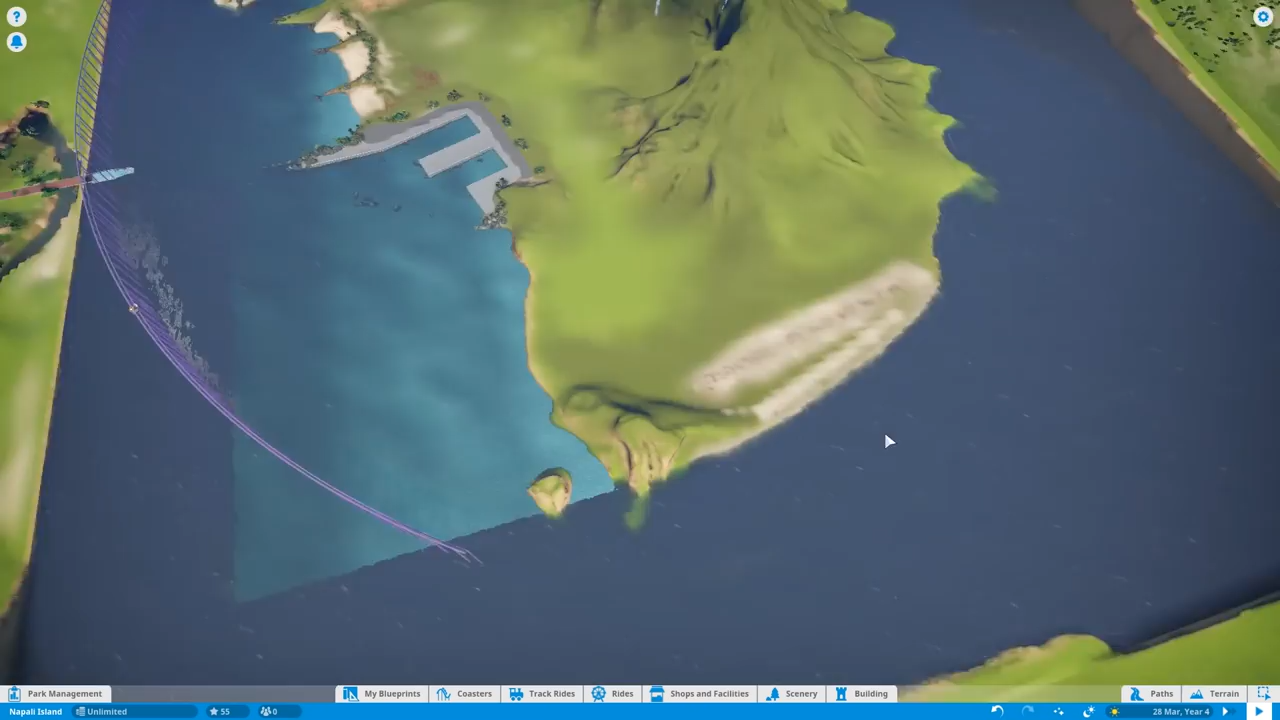 ?
Park Management
My Blueprints
Coasters
Track Rides
Rides
Shops and Facilities
Scenery
Building
Paths
Terrain
Napali Island
Unlimited
55
0
28 Mar, Year 4